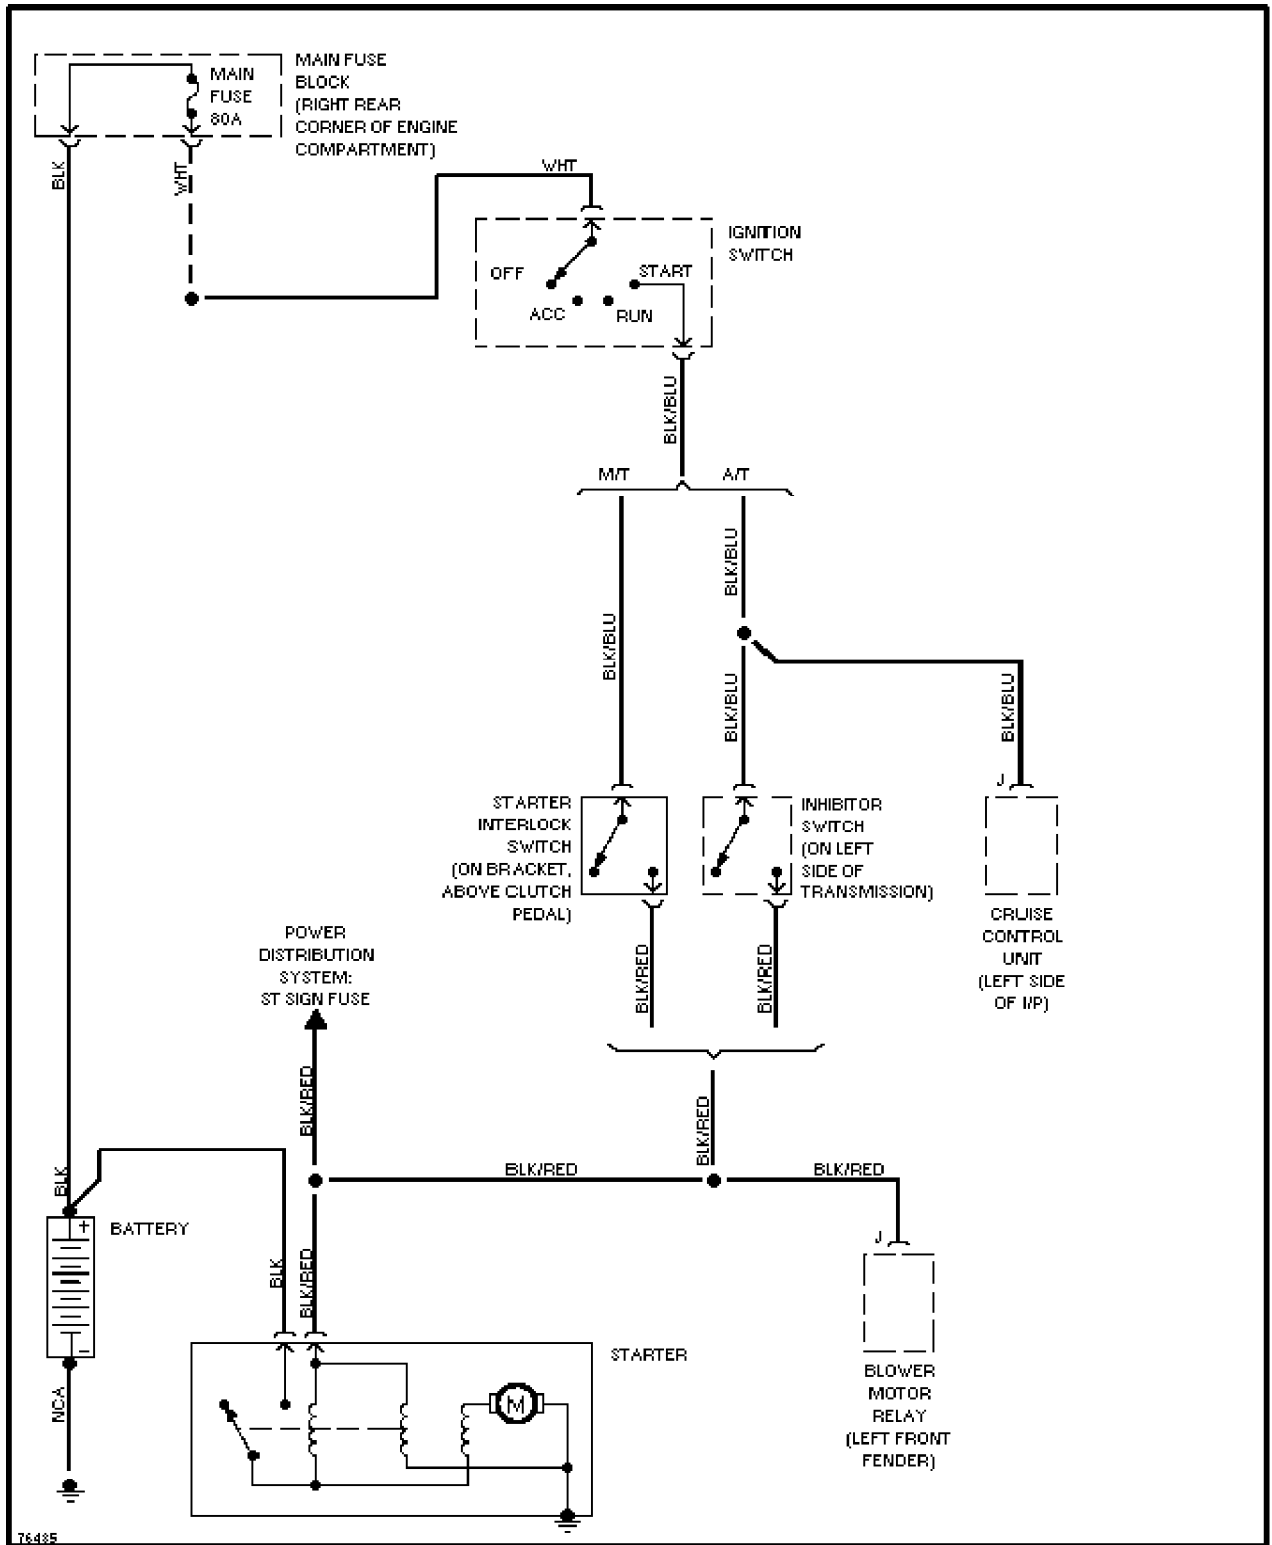 MAIN
FUSE
80A
MAIN FUSE
BLOCK
(RIGHT REAR
CORNER OF ENGINE
COMPARTMENT)
BLK
WHT
WHT
IGNITION
SWITCH
OFF
START
ACC
RUN
BLK/BLU
M/T
A/T
BLK/BLU
BLK/BLU
BLK/BLU
BLK/BLU
J
STARTER
INTERLOCK
SWITCH
(ON BRACKET,
ABOVE CLUTCH
PEDAL)
INHIBITOR
SWITCH
(ON LEFT
SIDE OF
TRANSMISSION)
CRUISE
CONTROL
UNIT
(LEFT SIDE
OF I/P)
POWER
DISTRIBUTION
SYSTEM:
ST SIGN FUSE
BLK/RED
BLK/RED
BLK/RED
BLK/RED
BLK/RED
BLK/RED
BLK
+
BATTERY
-
BLK
BLK/RED
J
STARTER
M
NCA
BLOWER
MOTOR
RELAY
(LEFT FRONT
FENDER)
76485